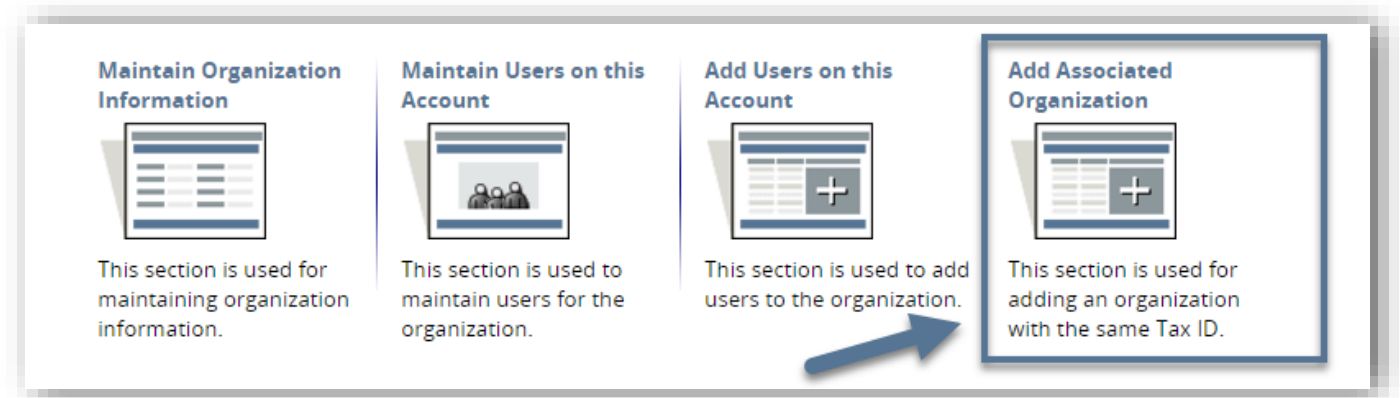 Maintain Organization
Information
This section is used for
maintaining organization
information.
Maintain Users on this
Account
This section is used to
maintain users for the
organization.
Add Users on this
Account
This section is used to add
users to the organization.
Add Associated
Organization
This section is used for
adding an organization
with the same Tax ID.